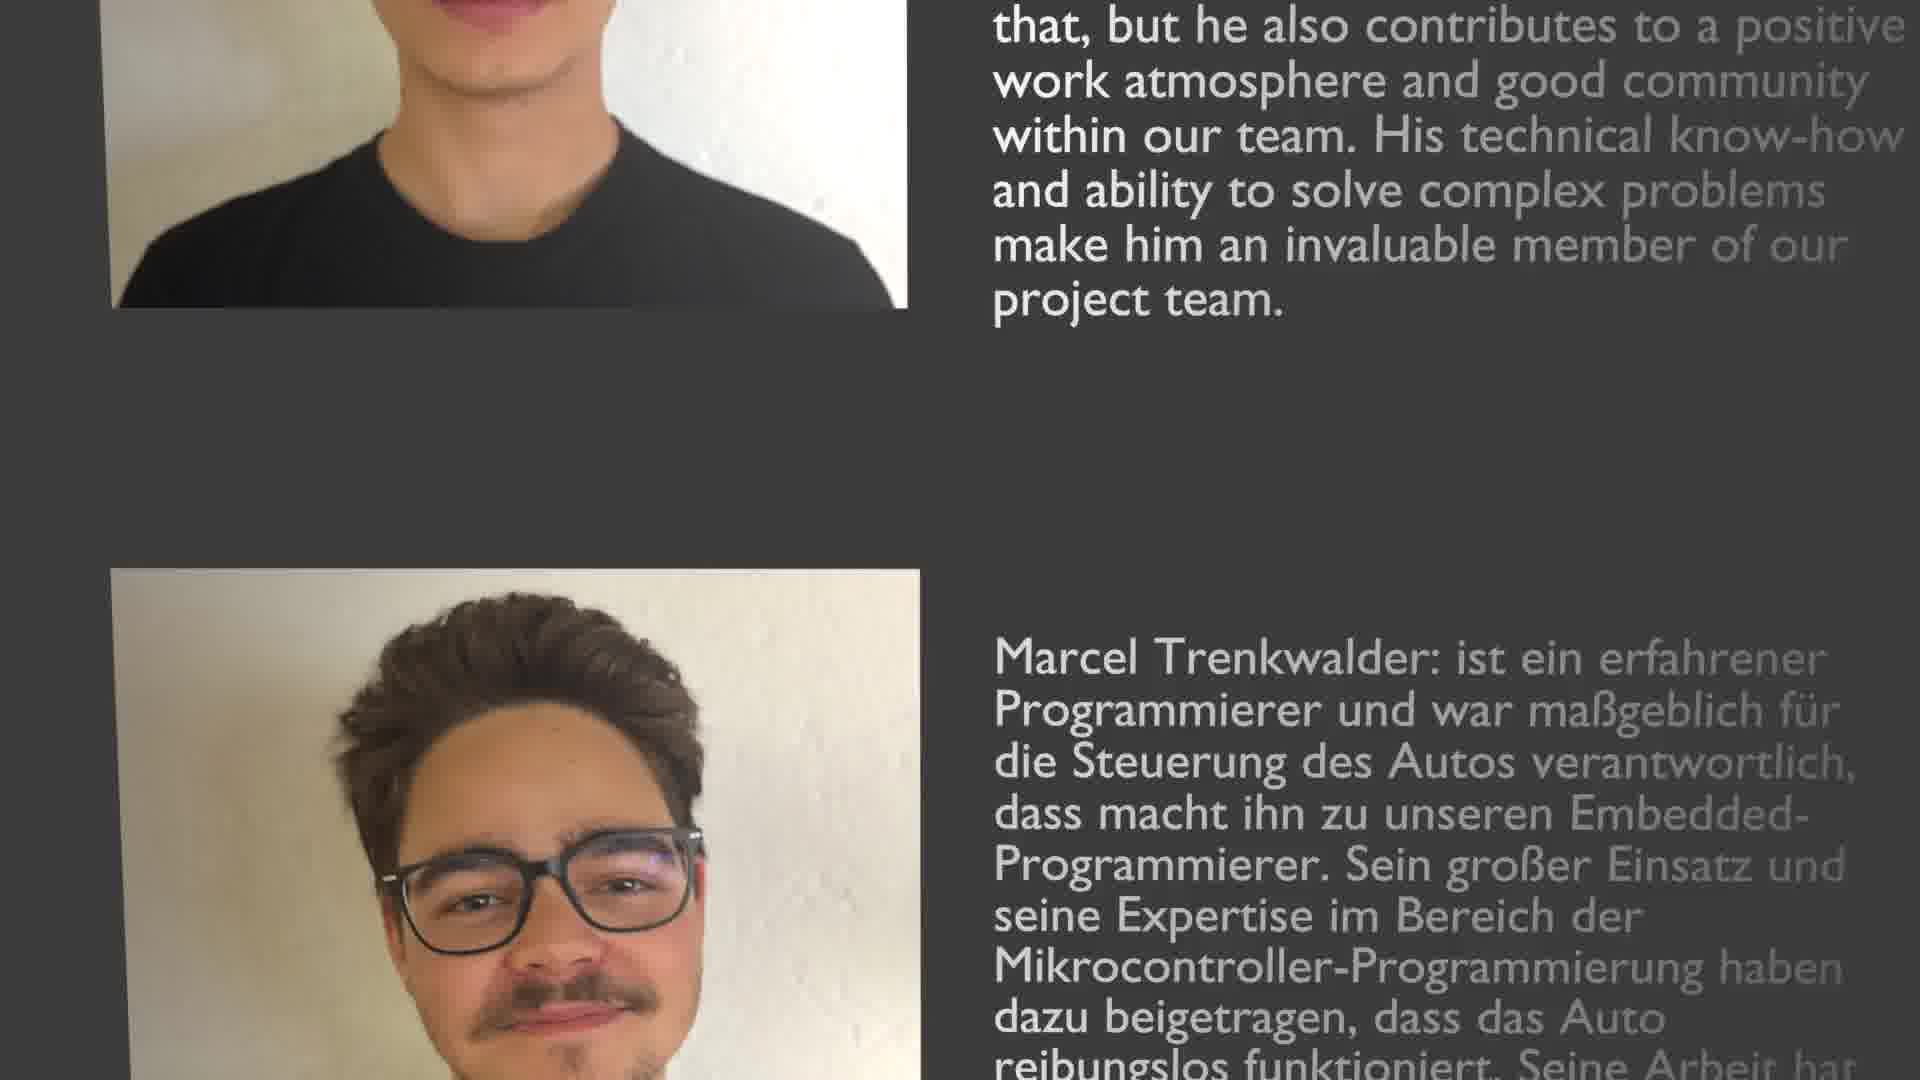 that, but he also contributes to a positive
work atmosphere and good community
within our team. His technical know-how
and ability to solve complex problems
make him an invaluable member of our
project team.
Marcel Trenkwalder: ist ein erfahrener
Programmierer und war maßgeblich für
die Steuerung des Autos verantwortlich,
dass macht ihn zu unseren Embedded-
Programmierer. Sein großer Einsatz und
seine Expertise im Bereich der
Mikrocontroller-Programmierung haben
dazu beigetragen, dass das Auto
reibungslos funktioniert. Seine Arbeit hat